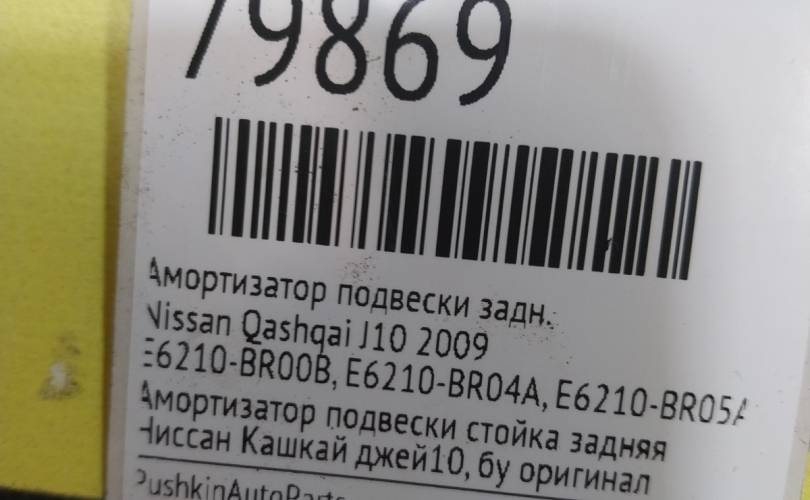 79869
Амортизатор подвески задн.
Nissan Qashqai J10 2009
E6210-BR00B, E6210-BR04A, E6210-BR05A
Амортизатор подвески стойка задняя
Ниссан Кашкай джей10, бу оригинал
PushkinAutoParts